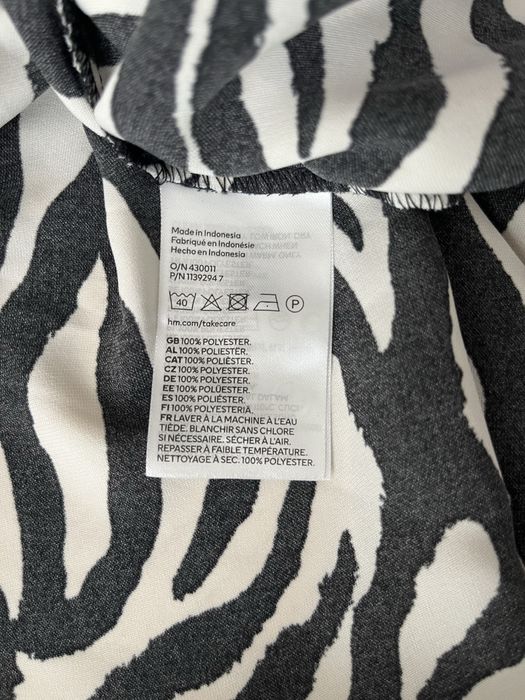 Made in Indonesia
Fabriqué en Indonésie
Hecho en Indonesia
O/N 430011
P/N 1139294 7
40 P
hm.com/takecare
GB 100% POLYESTER.
AL 100% POLIESTËR.
CAT 100% POLIÈSTER.
CZ 100% POLYESTER.
DE 100% POLYESTER.
EE 100% POLÜESTER.
ES 100% POLIÉSTER.
FI 100% POLYESTERIÄ.
FR LAVER À LA MACHINE À L'EAU
TIÈDE. BLANCHIR SANS CHLORE
SI NÉCESSAIRE. SÉCHER À L'AIR.
REPASSER À FAIBLE TEMPÉRATURE.
NETTOYAGE À SEC. 100% POLYESTER.